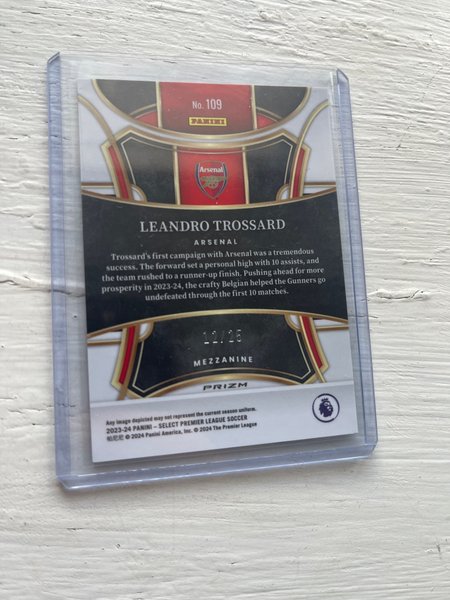 No. 109
PANINI
Arsenal
LEANDRO TROSSARD
ARSENAL
Trossard's first campaign with Arsenal was a tremendous
success. The forward set a personal high with 10 assists, and
the team rushed to a runner-up finish. Pushing ahead for more
prosperity in 2023-24, the crafty Belgian helped the Gunners go
undefeated through the first 10 matches.
12/25
MEZZANINE
PRIZM
Any image depicted may not represent the current season uniform.
2023-24 PANINI – SELECT PREMIER LEAGUE SOCCER
帕尼尼 © 2024 Panini America, Inc. © 2024 The Premier League